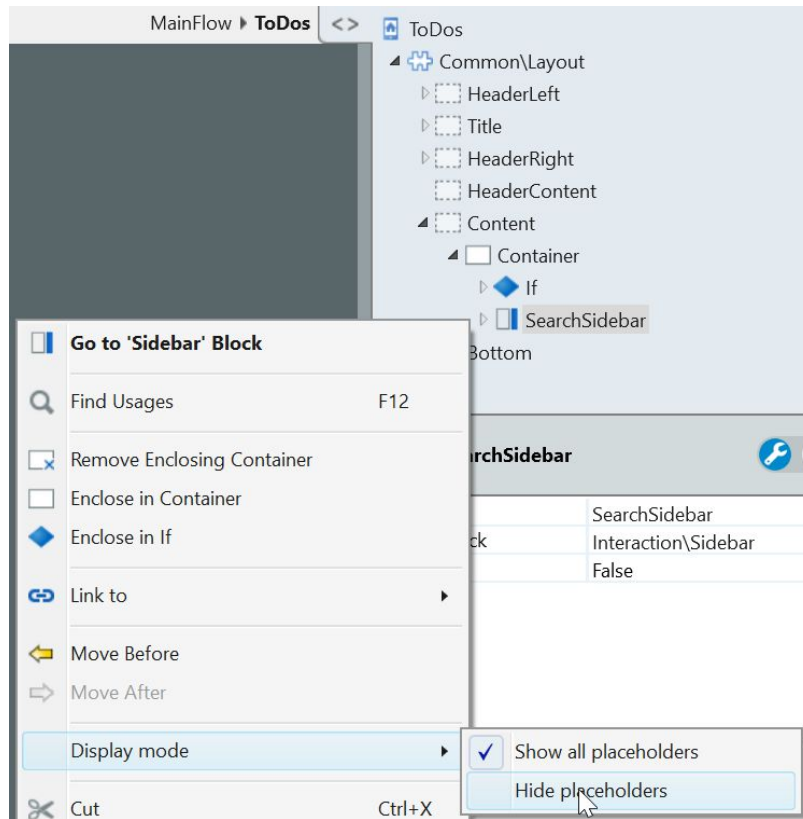 MainFlow ToDos <>
ToDos
Common\Layout
HeaderLeft
Title
HeaderRight
HeaderContent
Content
Container
If
SearchSidebar
Bottom
Go to 'Sidebar' Block
Find Usages F12
Remove Enclosing Container
Enclose in Container
Enclose in If
Link to
Move Before
Move After
Display mode
Cut Ctrl+X
rchSidebar
SearchSidebar
ck Interaction\Sidebar
False
Show all placeholders
Hide placeholders